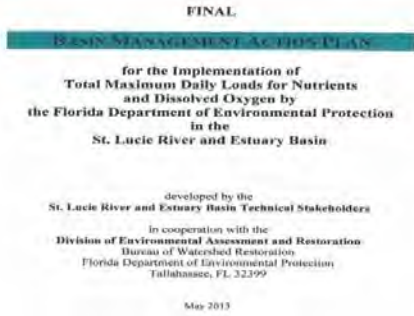 FINAL
BASIN MANAGEMENT ACTION PLAN
for the Implementation of
Total Maximum Daily Loads for Nutrients
and Dissolved Oxygen by
the Florida Department of Environmental Protection
in the
St. Lucie River and Estuary Basin
developed by the
St. Lucie River and Estuary Basin Technical Stakeholders
in cooperation with the
Division of Environmental Assessment and Restoration
Bureau of Watershed Restoration
Florida Department of Environmental Protection
Tallahassee, FL 32399
May 2013